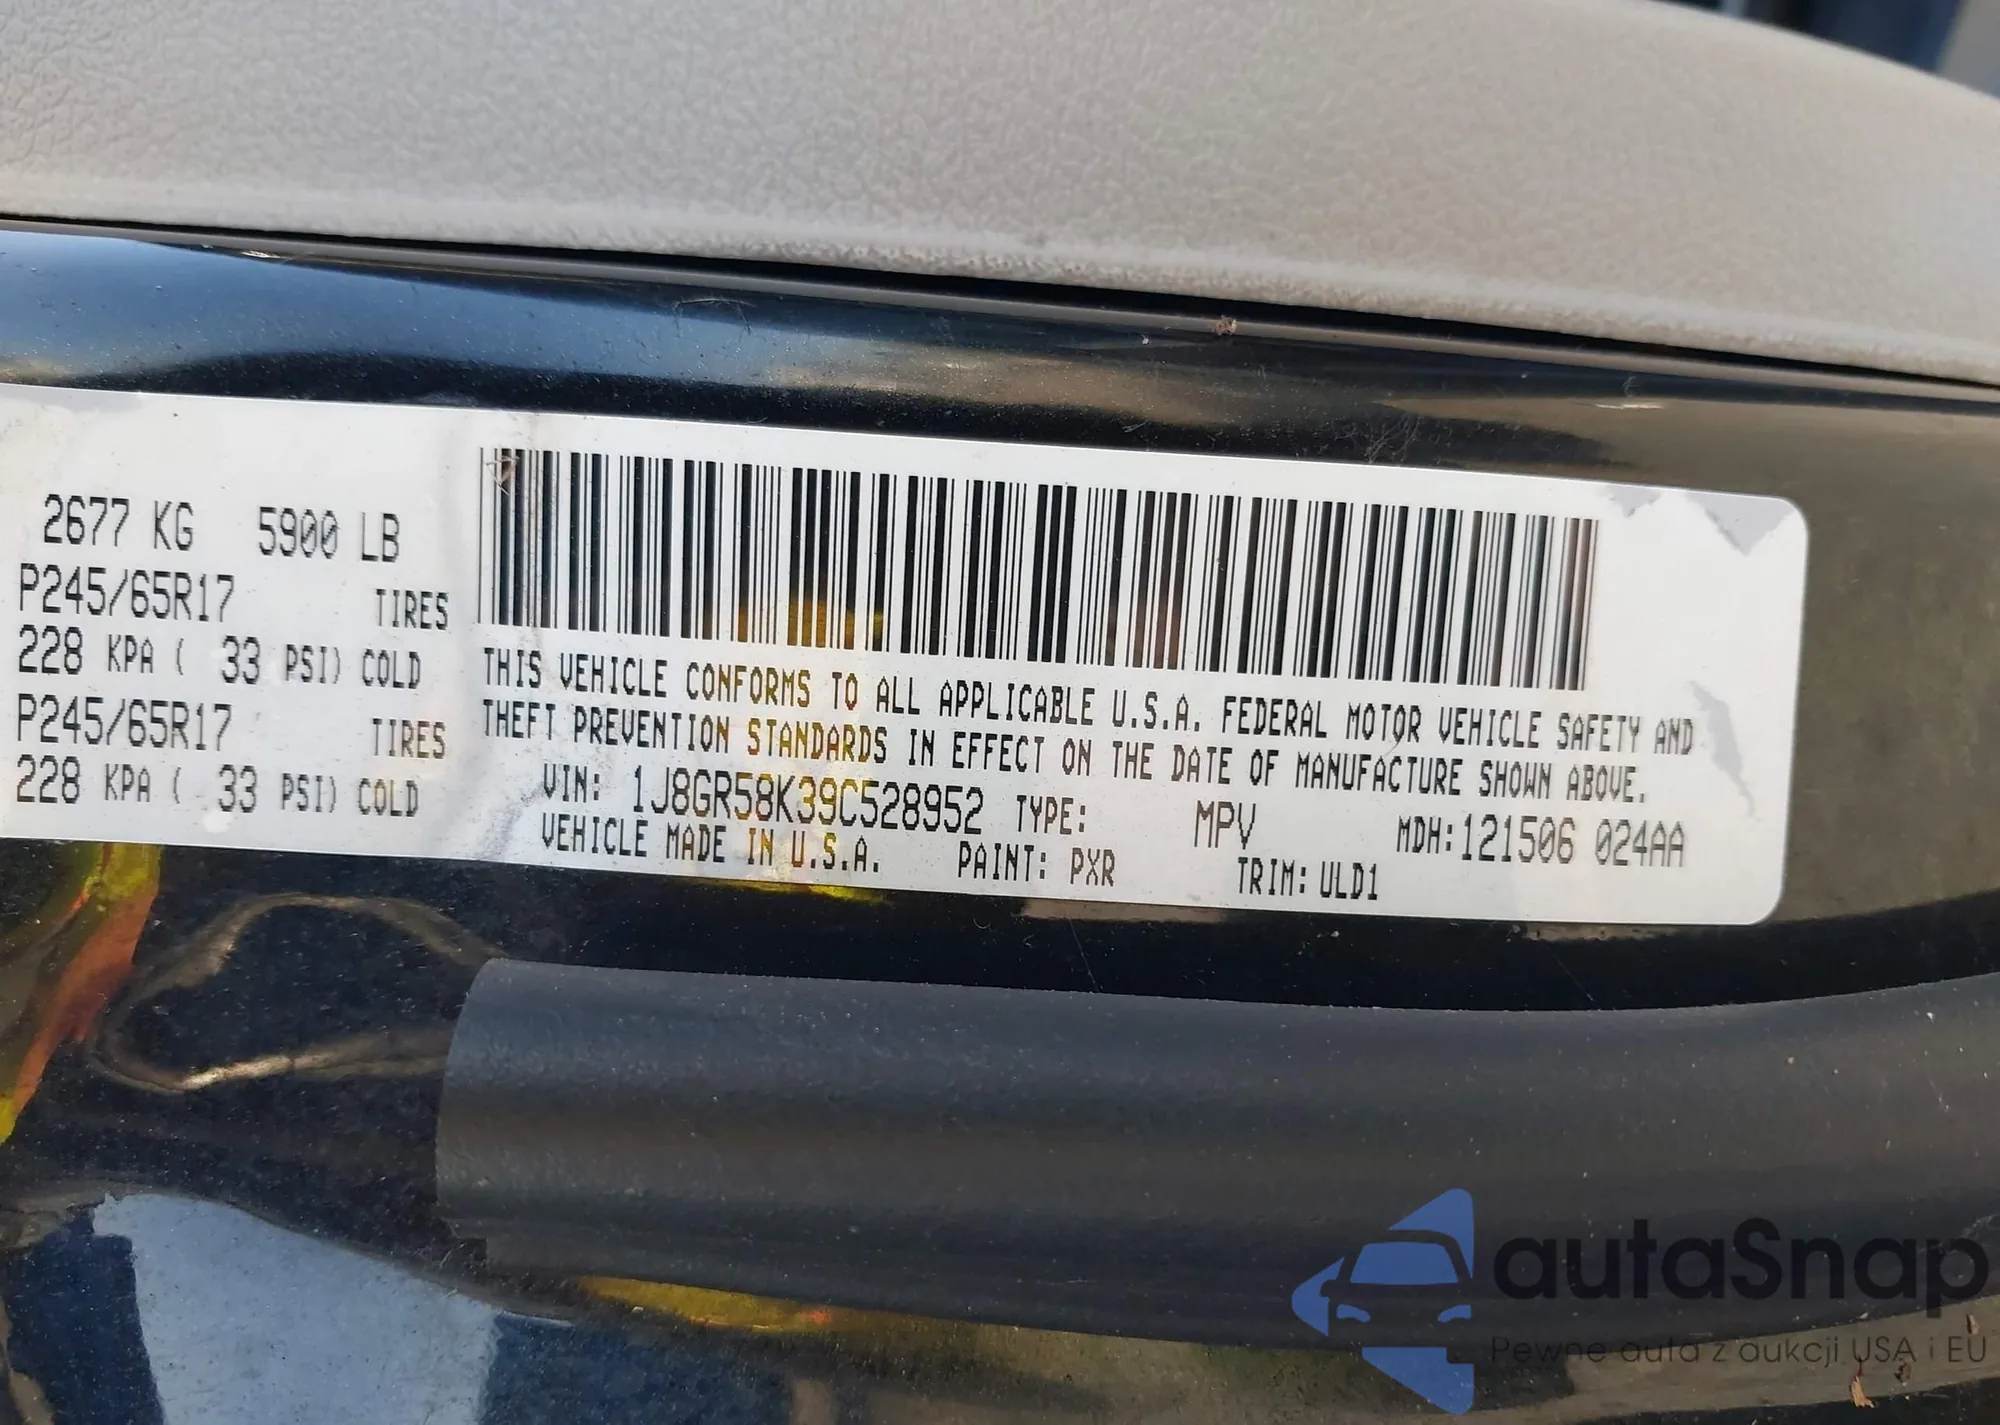 2677 KG 5900 LB
P245/65R17 TIRES
228 KPA ( 33 PSI) COLD
P245/65R17 TIRES
228 KPA ( 33 PSI) COLD
THIS VEHICLE CONFORMS TO ALL APPLICABLE U.S.A. FEDERAL MOTOR VEHICLE SAFETY AND
THEFT PREVENTION STANDARDS IN EFFECT ON THE DATE OF MANUFACTURE SHOWN ABOVE.
VIN: 1J8GR58K39C528952 TYPE: MPV MDH:121506 024AA
VEHICLE MADE IN U.S.A. PAINT: PXR TRIM: ULD1
autaSnap
Pewne auta z aukcji USA i EU